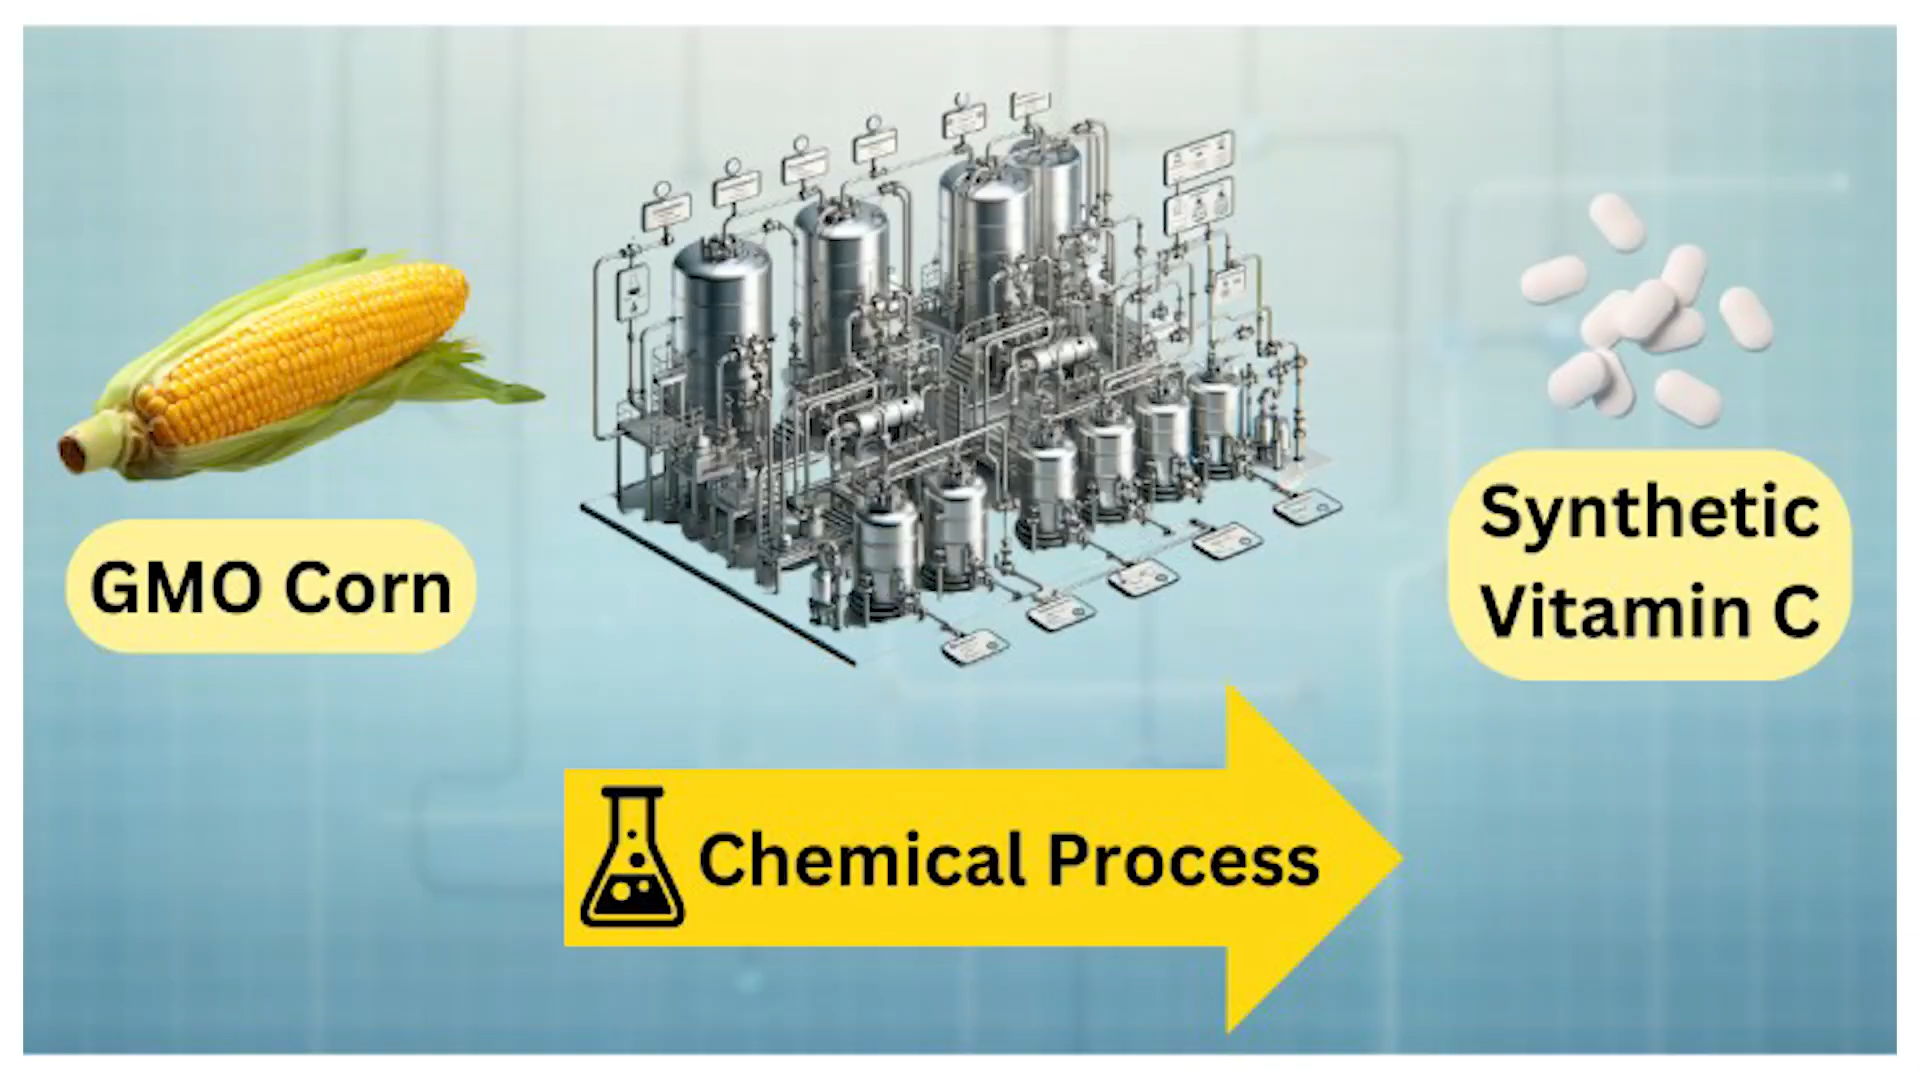 GMO Corn
Synthetic
Vitamin C
Chemical Process